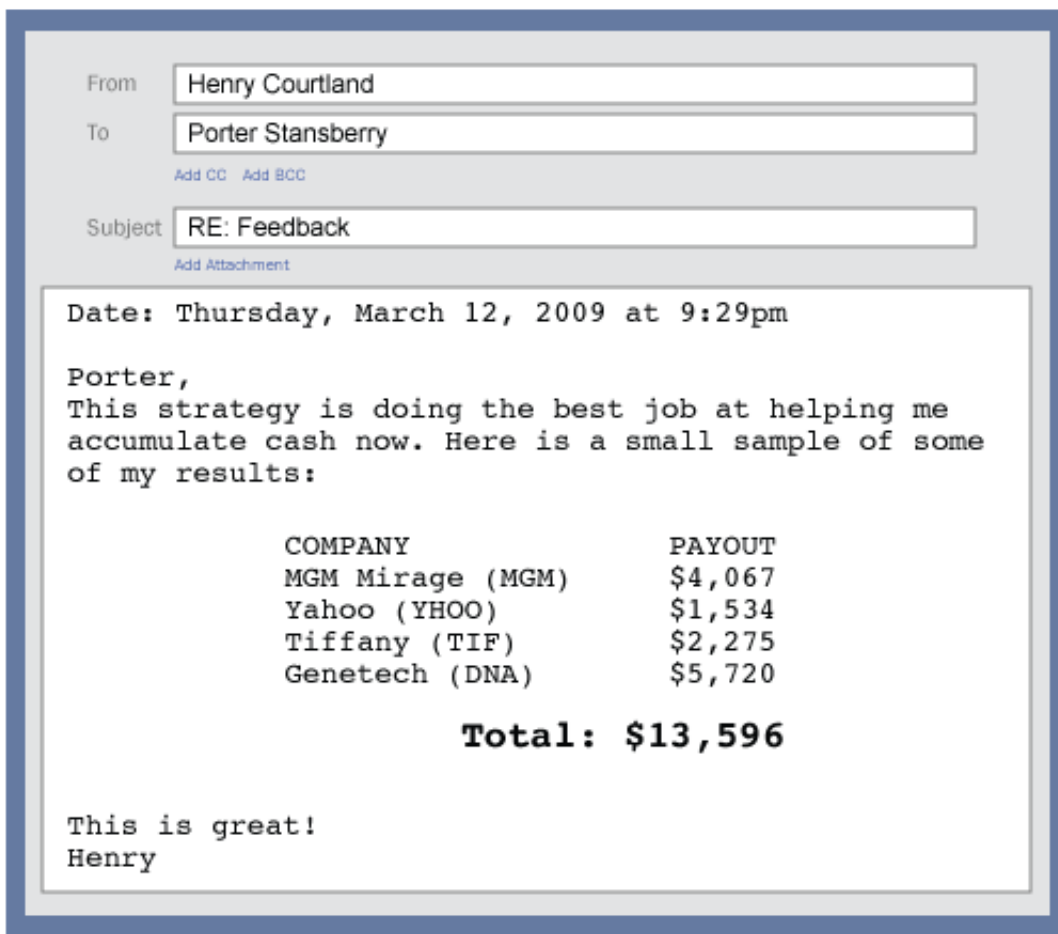 From Henry Courtland
To Porter Stansberry
Add CC Add BCC
Subject RE: Feedback
Add Attachment
Date: Thursday, March 12, 2009 at 9:29pm
Porter,
This strategy is doing the best job at helping me
accumulate cash now. Here is a small sample of some
of my results:
COMPANY PAYOUT
MGM Mirage (MGM) $4,067
Yahoo (YHOO) $1,534
Tiffany (TIF) $2,275
Genetech (DNA) $5,720
Total: $13,596
This is great!
Henry